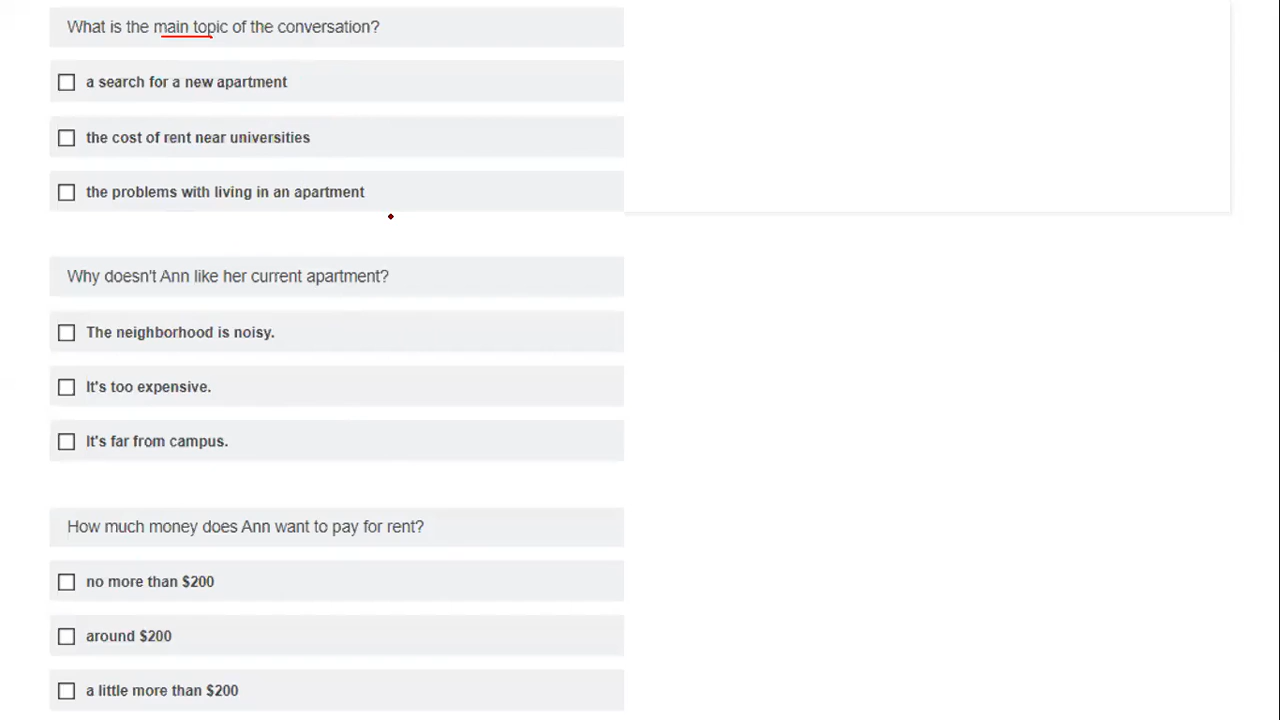 What is the main topic of the conversation?
a search for a new apartment
the cost of rent near universities
the problems with living in an apartment
Why doesn't Ann like her current apartment?
The neighborhood is noisy.
It's too expensive.
It's far from campus.
How much money does Ann want to pay for rent?
no more than $200
around $200
a little more than $200